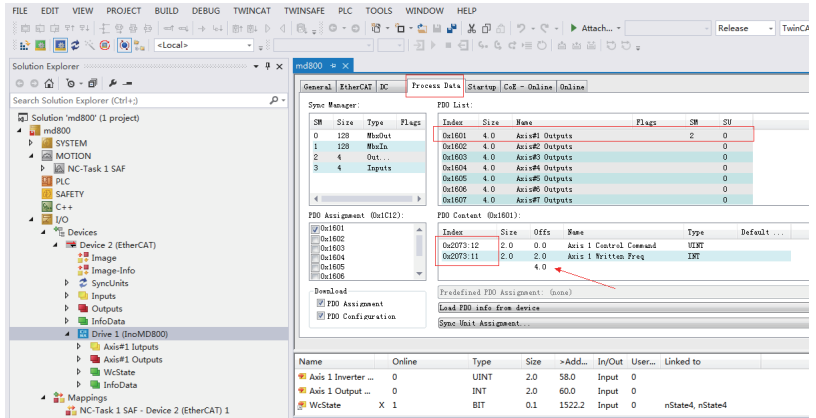 FILE EDIT VIEW PROJECT BUILD DEBUG TWINCAT TWINSAFE PLC TOOLS WINDOW HELP
Attach... Release TwinCA
<Local>
Solution Explorer
md800
Search Solution Explorer (Ctrl+;)
Solution 'md800' (1 project)
md800
SYSTEM
MOTION
NC-Task 1 SAF
PLC
SAFETY
C++
I/O
Devices
Device 2 (EtherCAT)
Image
Image-Info
SyncUnits
Inputs
Outputs
InfoData
Drive 1 (InoMD800)
Axis#1 Iutputs
Axis#1 Outputs
WcState
InfoData
Mappings
NC-Task 1 SAF - Device 2 (EtherCAT) 1
General EtherCAT DC Process Data Startup CoE - Online Online
Sync Manager:
SM Size Type Flags
0 128 MbxOut
1 128 MbxIn
2 4 Out...
3 4 Inputs
PDO List:
Index Size Name Flags SM SU
0x1601 4.0 Axis#1 Outputs 2 0
0x1602 4.0 Axis#2 Outputs 0
0x1603 4.0 Axis#3 Outputs 0
0x1604 4.0 Axis#4 Outputs 0
0x1605 4.0 Axis#5 Outputs 0
0x1606 4.0 Axis#6 Outputs 0
0x1607 4.0 Axis#7 Outputs 0
PDO Assignment (0x1C12):
0x1601
0x1602
0x1603
0x1604
0x1605
0x1606
PDO Content (0x1601):
Index Size Offs Name Type Default ...
0x2073:12 2.0 0.0 Axis 1 Control Command UINT
0x2073:11 2.0 2.0 Axis 1 Written Freq INT
4.0
Download
PDO Assignment
PDO Configuration
Predefined PDO Assignment: (none)
Load PDO info from device
Sync Unit Assignment...
Name Online Type Size >Add... In/Out User... Linked to
Axis 1 Inverter ... 0 UINT 2.0 58.0 Input 0
Axis 1 Output ... 0 INT 2.0 60.0 Input 0
WcState X 1 BIT 0.1 1522.2 Input 0 nState4, nState4